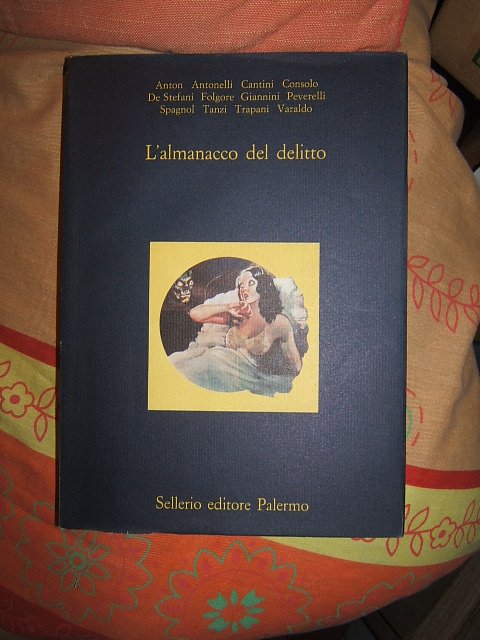 Anton Antonelli Cantini Consolo
De Stefani Folgore Giannini Peverelli
Spagnol Tanzi Trapani Varaldo
L'almanacco del delitto
Sellerio editore Palermo